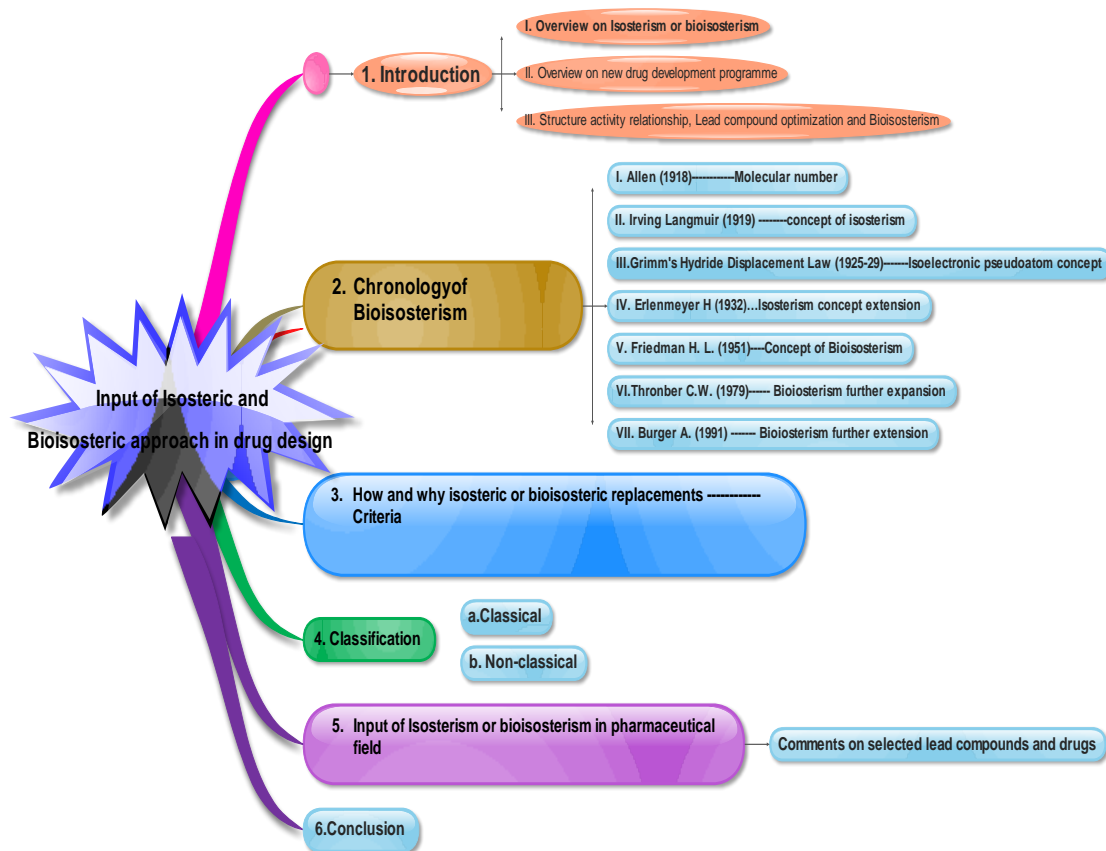 Input of Isosteric and
Bioisosteric approach in drug design
1. Introduction
I. Overview on Isosterism or bioisosterism
II. Overview on new drug development programme
III. Structure activity relationship, Lead compound optimization and Bioisosterism
2. Chronologyof
Bioisosterism
I. Allen (1918)-----------Molecular number
II. Irving Langmuir (1919) --------concept of isosterism
III.Grimm's Hydride Displacement Law (1925-29)-------Isoelectronic pseudoatom concept
IV. Erlenmeyer H (1932)...Isosterism concept extension
V. Friedman H. L. (1951)----Concept of Bioisosterism
VI.Thronber C.W. (1979)------ Bioiosterism further expansion
VII. Burger A. (1991) ------- Bioiosterism further extension
3. How and why isosteric or bioisosteric replacements ------------
Criteria
4. Classification
a.Classical
b. Non-classical
5. Input of Isosterism or bioisosterism in pharmaceutical
field
Comments on selected lead compounds and drugs
6.Conclusion